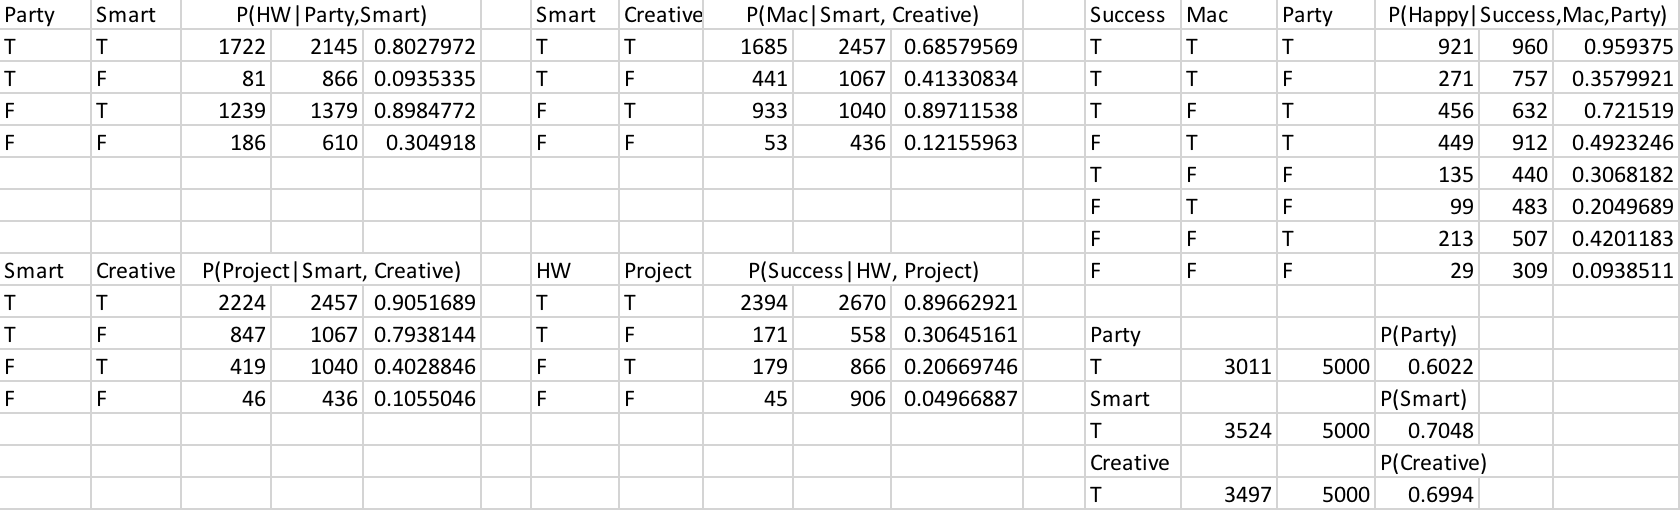 Party Smart P(HW|Party,Smart) Smart Creative P(Mac|Smart, Creative) Success Mac Party P(Happy|Success,Mac,Party)
T T 1722 2145 0.8027972 T T 1685 2457 0.68579569 T T T 921 960 0.959375
T F 81 866 0.0935335 T F 441 1067 0.41330834 T T F 271 757 0.3579921
F T 1239 1379 0.8984772 F T 933 1040 0.89711538 T F T 456 632 0.721519
F F 186 610 0.304918 F F 53 436 0.12155963 F T T 449 912 0.4923246
T F F 135 440 0.3068182
F T F 99 483 0.2049689
F F T 213 507 0.4201183
Smart Creative P(Project|Smart, Creative) HW Project P(Success|HW, Project) F F F 29 309 0.0938511
T T 2224 2457 0.9051689 T T 2394 2670 0.89662921
T F 847 1067 0.7938144 T F 171 558 0.30645161 Party P(Party)
F T 419 1040 0.4028846 F T 179 866 0.20669746 T 3011 5000 0.6022
F F 46 436 0.1055046 F F 45 906 0.04966887 Smart P(Smart)
T 3524 5000 0.7048
Creative P(Creative)
T 3497 5000 0.6994